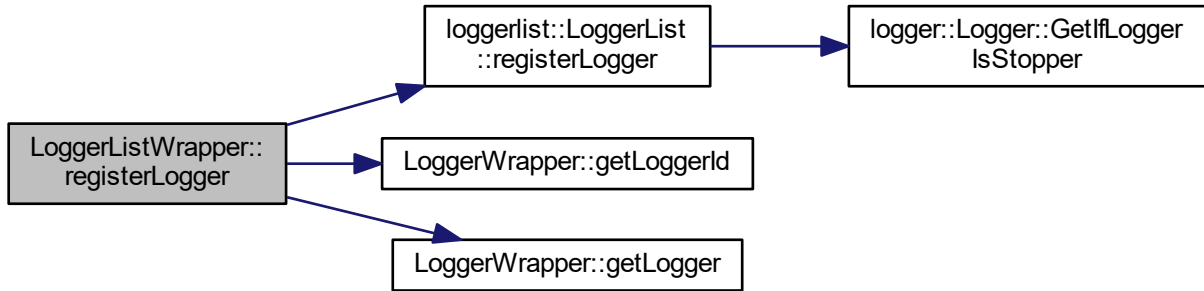 LoggerListWrapper::
registerLogger
loggerlist::LoggerList
::registerLogger
logger::Logger::GetIfLogger
IsStopper
LoggerWrapper::getLoggerId
LoggerWrapper::getLogger